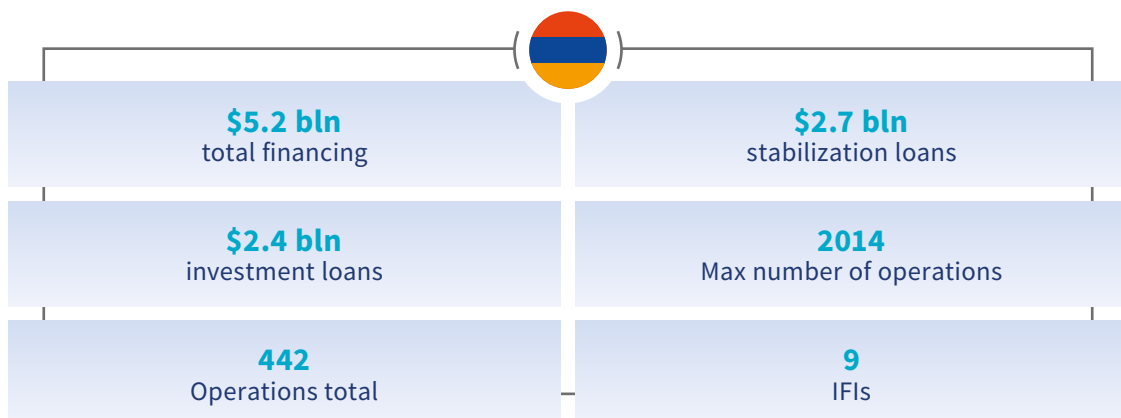 $5.2 bln
total financing
$2.7 bln
stabilization loans
$2.4 bln
investment loans
2014
Max number of operations
442
Operations total
9
IFIs